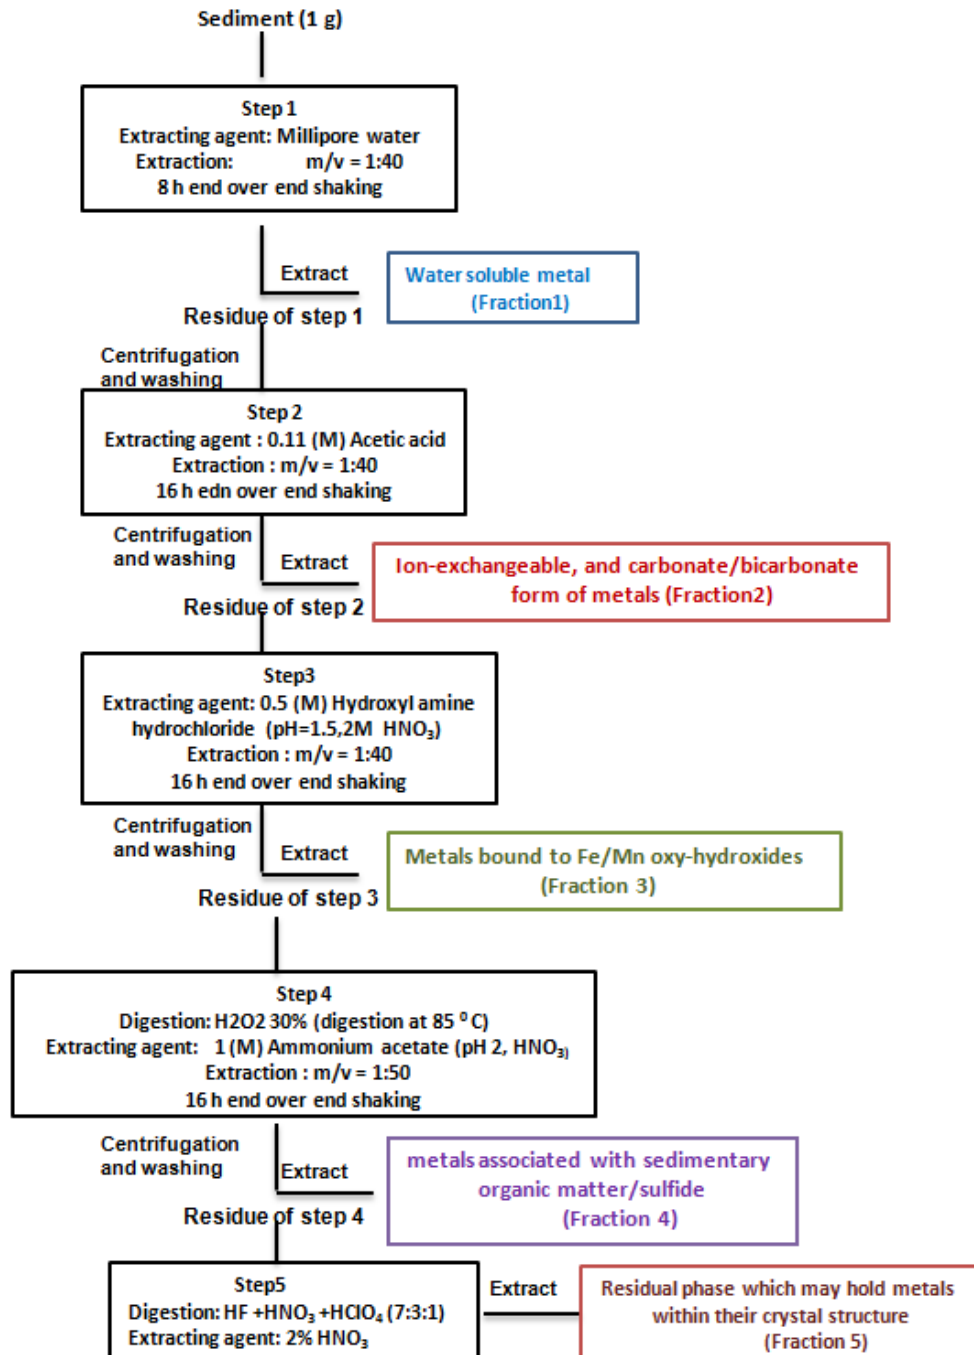 Sediment (1 g)
Step 1
Extracting agent: Millipore water
Extraction: m/v = 1:40
8 h end over end shaking
Extract
Water soluble metal
(Fraction1)
Residue of step 1
Centrifugation
and washing
Step 2
Extracting agent : 0.11 (M) Acetic acid
Extraction : m/v = 1:40
16 h edn over end shaking
Centrifugation
and washing
Extract
Ion-exchangeable, and carbonate/bicarbonate
form of metals (Fraction2)
Residue of step 2
Step3
Extracting agent: 0.5 (M) Hydroxyl amine
hydrochloride (pH=1.5,2M HNO₃)
Extraction : m/v = 1:40
16 h end over end shaking
Centrifugation
and washing
Extract
Metals bound to Fe/Mn oxy-hydroxides
(Fraction 3)
Residue of step 3
Step 4
Digestion: H2O2 30% (digestion at 85 ⁰ C)
Extracting agent: 1 (M) Ammonium acetate (pH 2, HNO₃)
Extraction : m/v = 1:50
16 h end over end shaking
Centrifugation
and washing
Extract
metals associated with sedimentary
organic matter/sulfide
(Fraction 4)
Residue of step 4
Step5
Digestion: HF +HNO₃ +HClO₄ (7:3:1)
Extracting agent: 2% HNO₃
Extract
Residual phase which may hold metals
within their crystal structure
(Fraction 5)